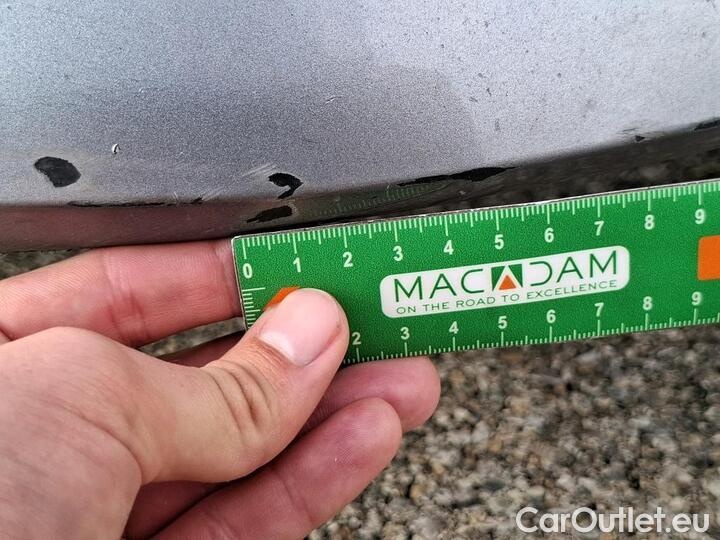 0 1 2 3 4 5 6 7 8 9
MACADAM
ON THE ROAD TO EXCELLENCE
2 3 4 5 6 7 8 9
CarOutlet.eu